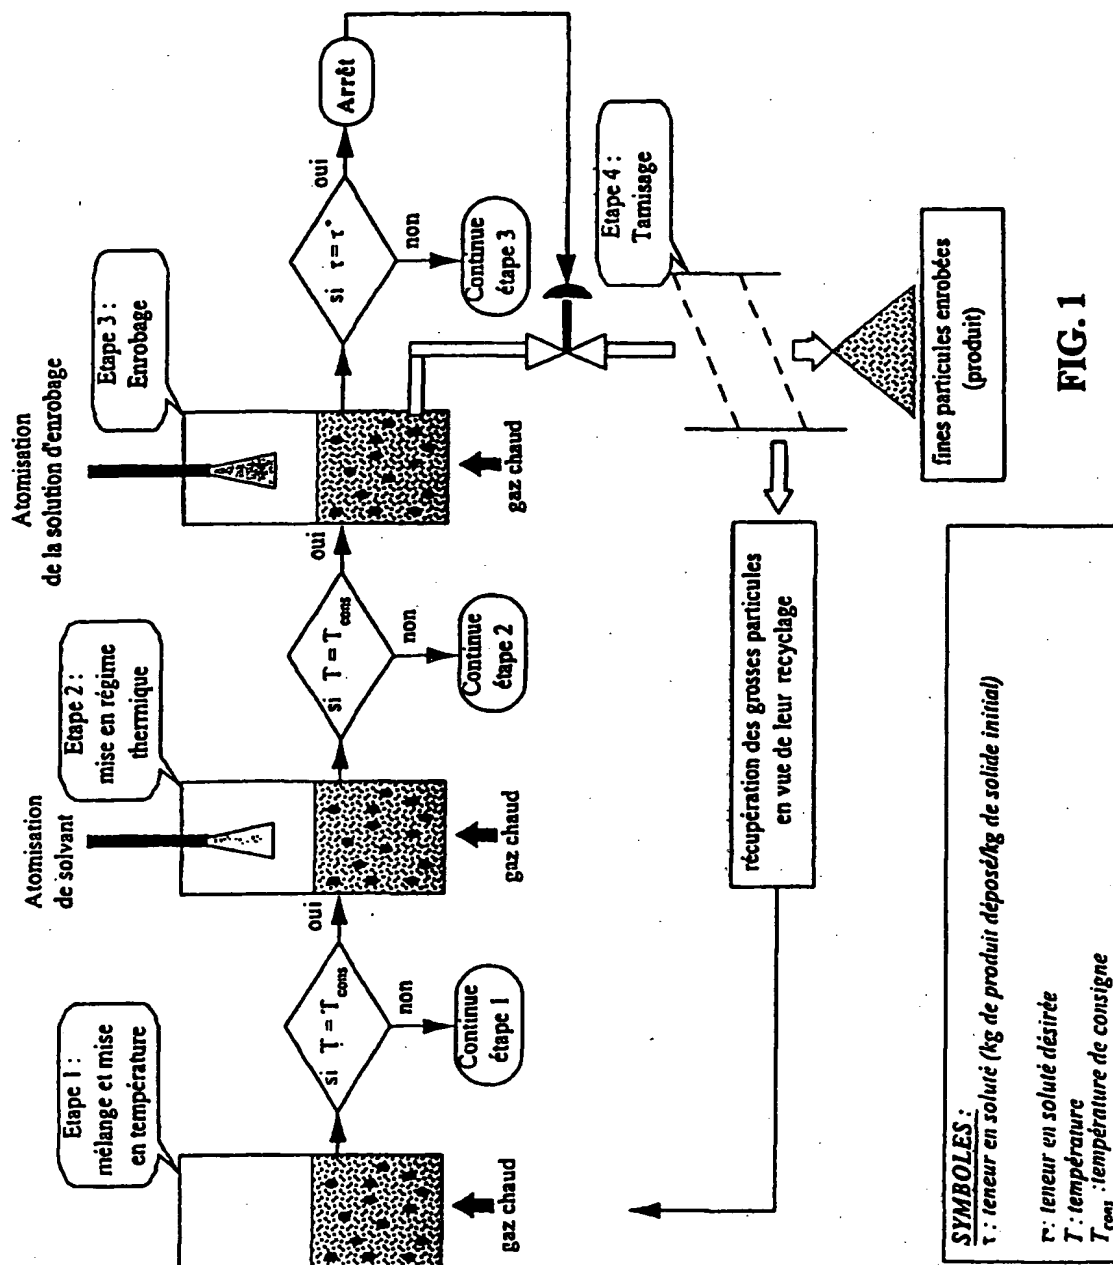 Etape 1 :
mélange et mise
en température
gaz chaud
si T = T cons
oui
non
Continue
étape 1
Atomisation
de solvant
Etape 2 :
mise en régime
thermique
gaz chaud
si T = T cons
oui
non
Continue
étape 2
Atomisation
de la solution d'enrobage
Etape 3 :
Enrobage
gaz chaud
si τ = τ*
oui
non
Continue
étape 3
Arrêt
Etape 4 :
Tamisage
récupération des grosses particules
en vue de leur recyclage
fines particules enrobées
(produit)
SYMBOLES :
τ : teneur en soluté (kg de produit déposé/kg de solide initial)
τ* : teneur en soluté désirée
T : température
T cons : température de consigne
FIG. 1